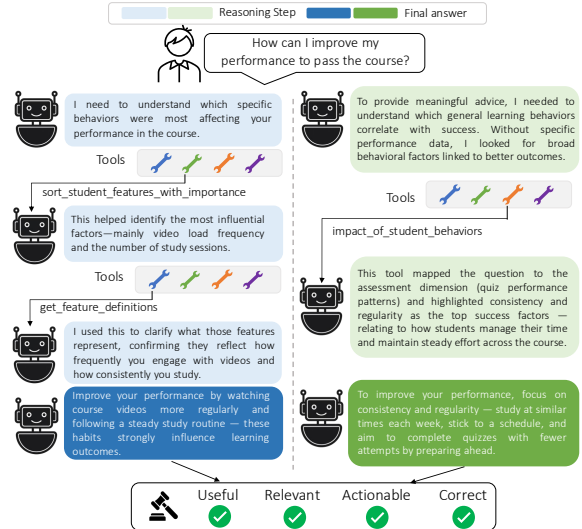 Reasoning Step
Final answer
How can I improve my
performance to pass the course?
I need to understand which specific
behaviors were most affecting your
performance in the course.
Tools
sort_student_features_with_importance
This helped identify the most influential
factors—mainly video load frequency
and the number of study sessions.
Tools
get_feature_definitions
I used this to clarify what those features
represent, confirming they reflect how
frequently you engage with videos and
how consistently you study.
Improve your performance by watching
course videos more regularly and
following a steady study routine — these
habits strongly influence learning
outcomes.
To provide meaningful advice, I needed to
understand which general learning behaviors
correlate with success. Without specific
performance data, I looked for broad
behavioral factors linked to better outcomes.
Tools
impact_of_student_behaviors
This tool mapped the question to the
assessment dimension (quiz performance
patterns) and highlighted consistency and
regularity as the top success factors —
relating to how students manage their time
and maintain steady effort across the course.
To improve your performance, focus on
consistency and regularity — study at similar
times each week, stick to a schedule, and
aim to complete quizzes with fewer
attempts by preparing ahead.
Useful
Relevant
Actionable
Correct